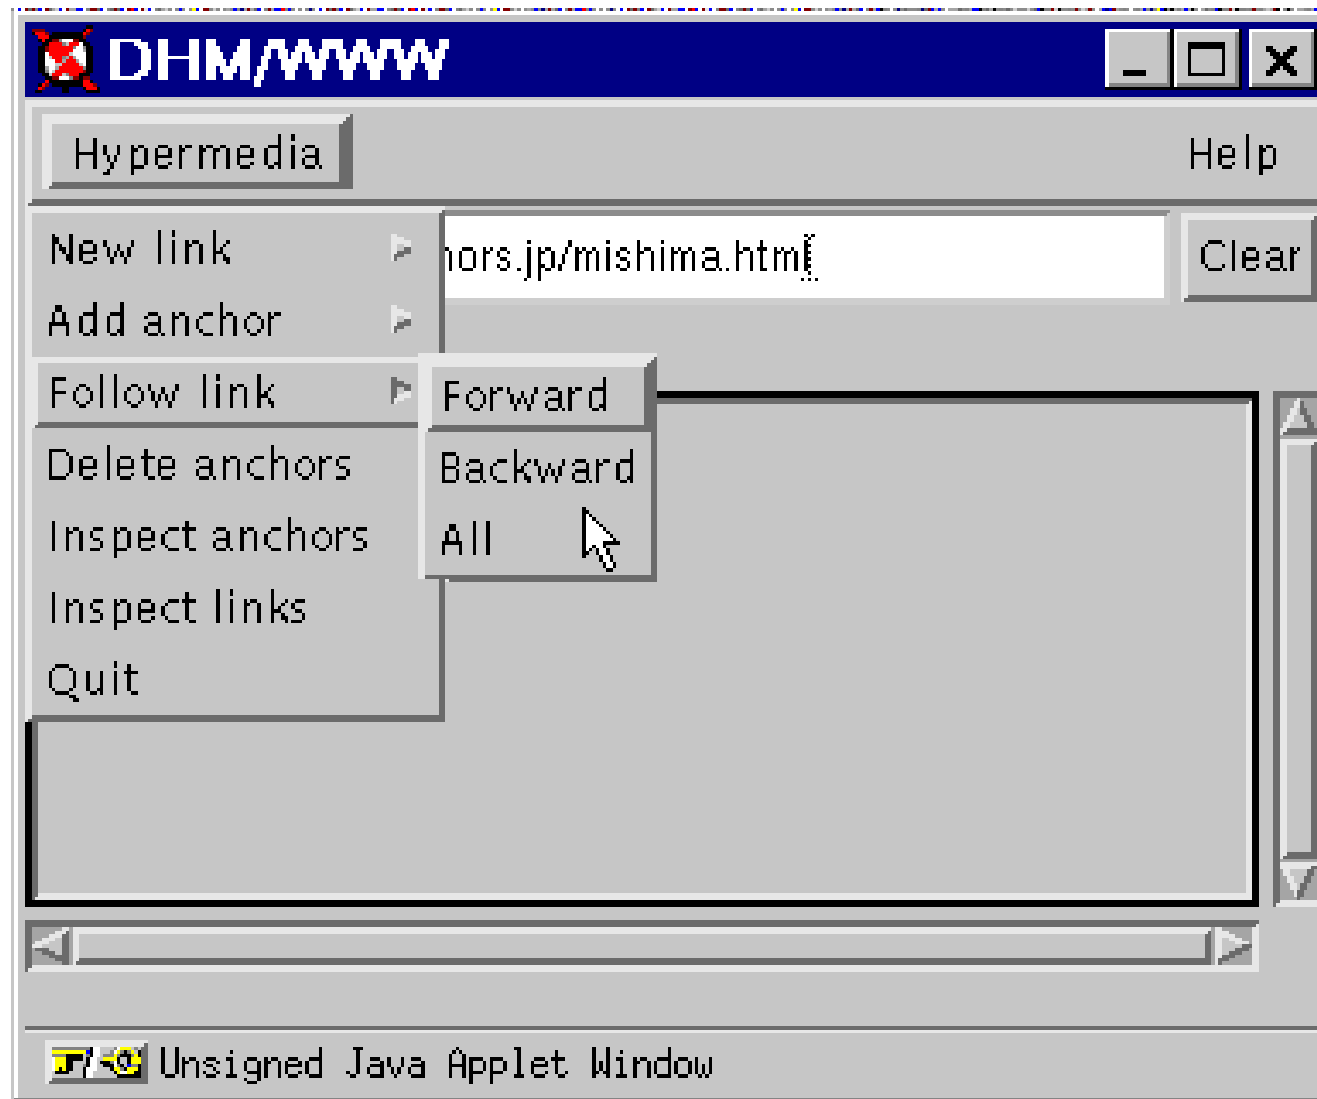 DHM/WWW
Hypermedia Help
New link hors.jp/mishima.html Clear
Add anchor
Follow link Forward
Delete anchors Backward
Inspect anchors All
Inspect links
Quit
Unsigned Java Applet Window